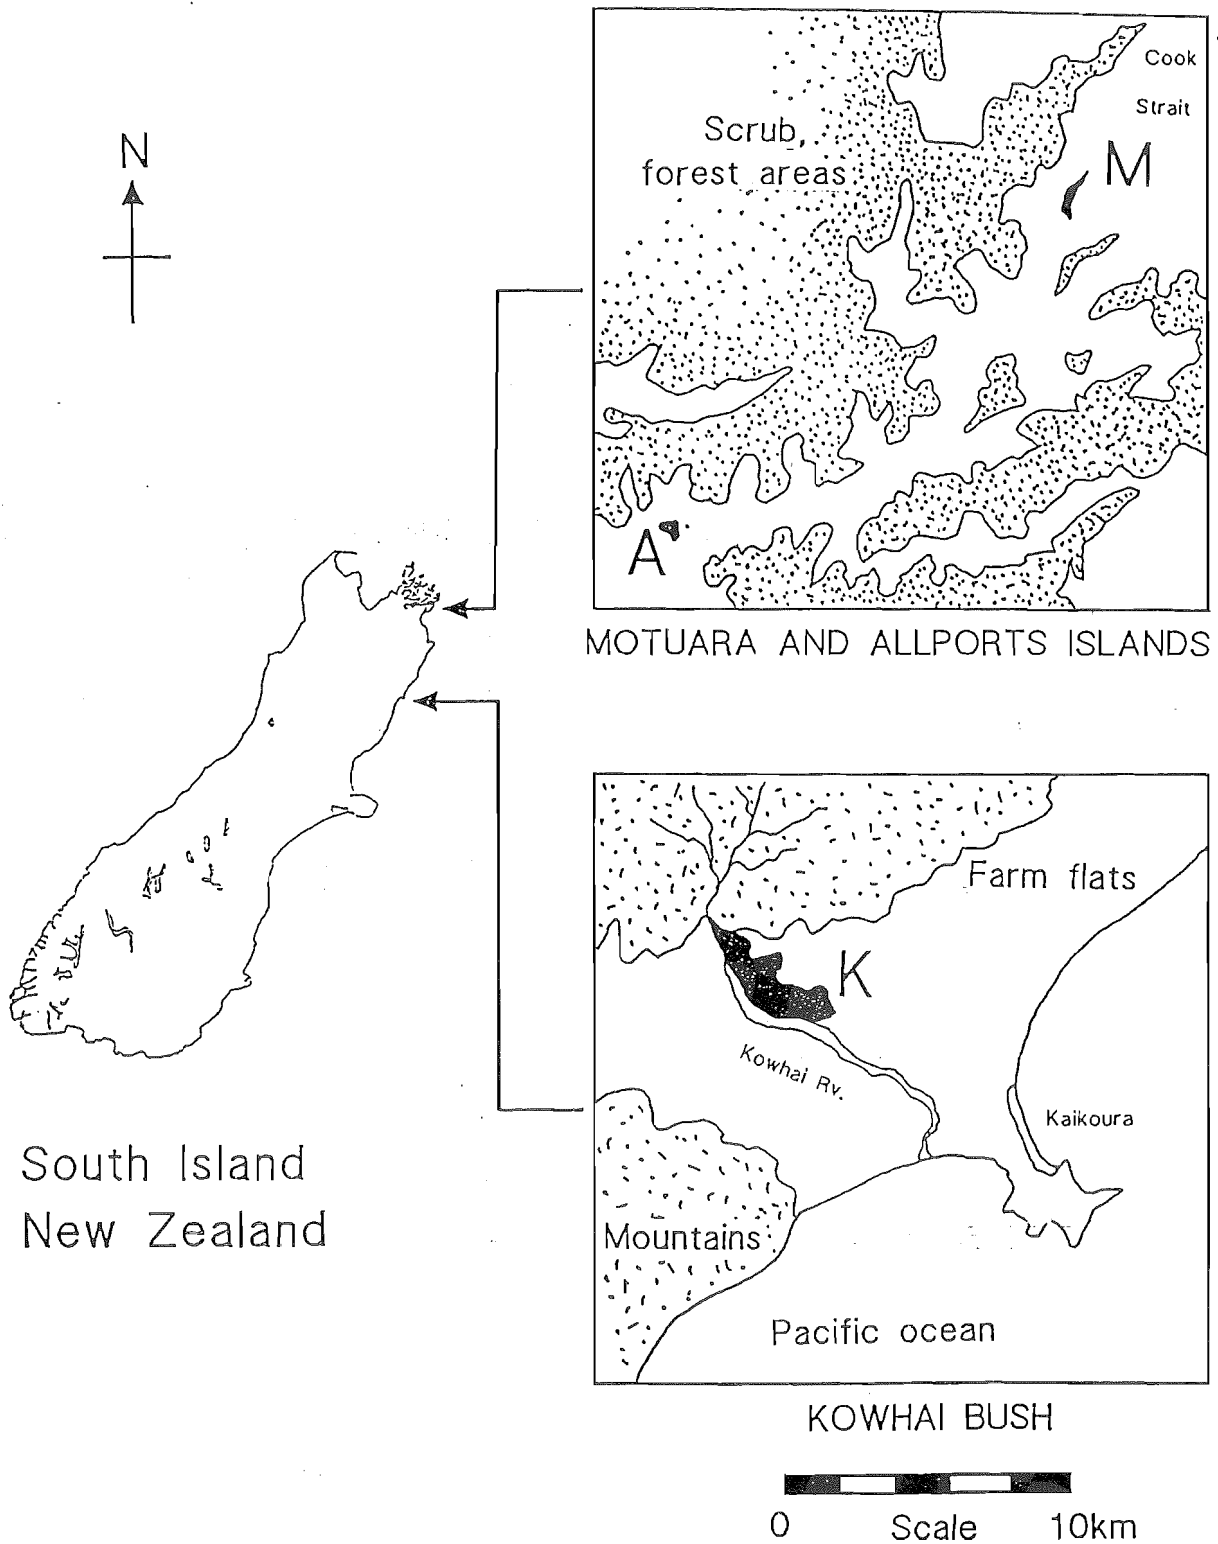 N
Cook
Strait
Scrub,
forest areas
M
A
MOTUARA AND ALLPORTS ISLANDS
Farm flats
K
Kowhai Rv.
Kaikoura
Mountains
Pacific ocean
KOWHAI BUSH
South Island
New Zealand
0 Scale 10km